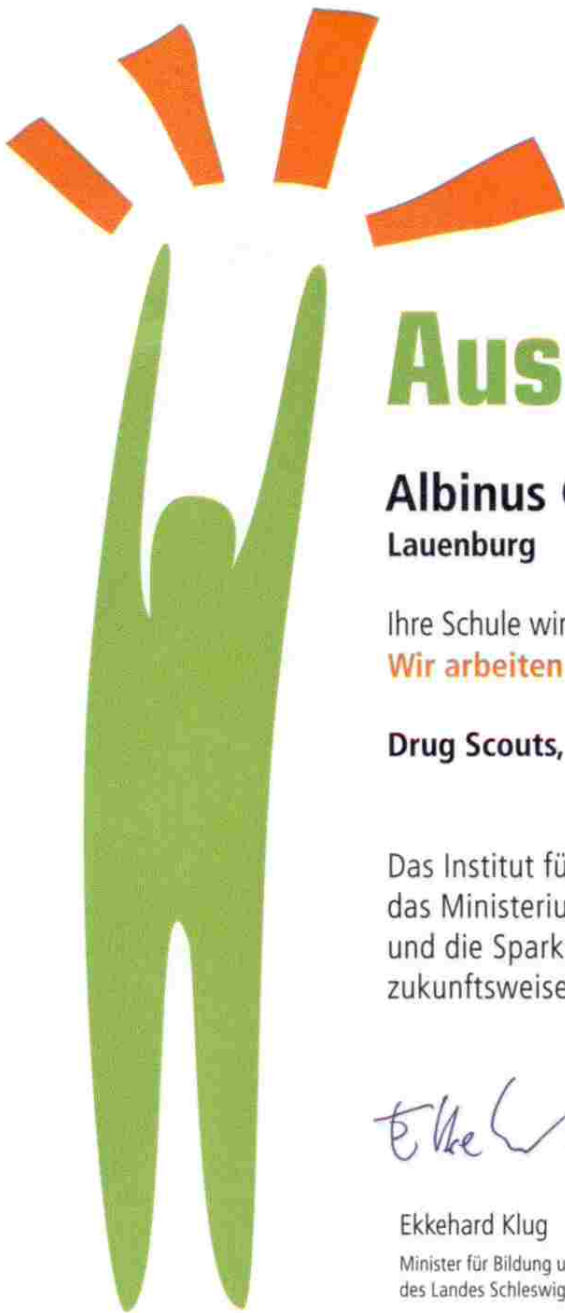 Aus
Albinus
Lauenburg
Ihre Schule wir
Wir arbeiten
Drug Scouts,
Das Institut fü
das Ministeriu
und die Spark
zukunftsweise
Ekkehard Klug
Minister für Bildung u
des Landes Schleswig